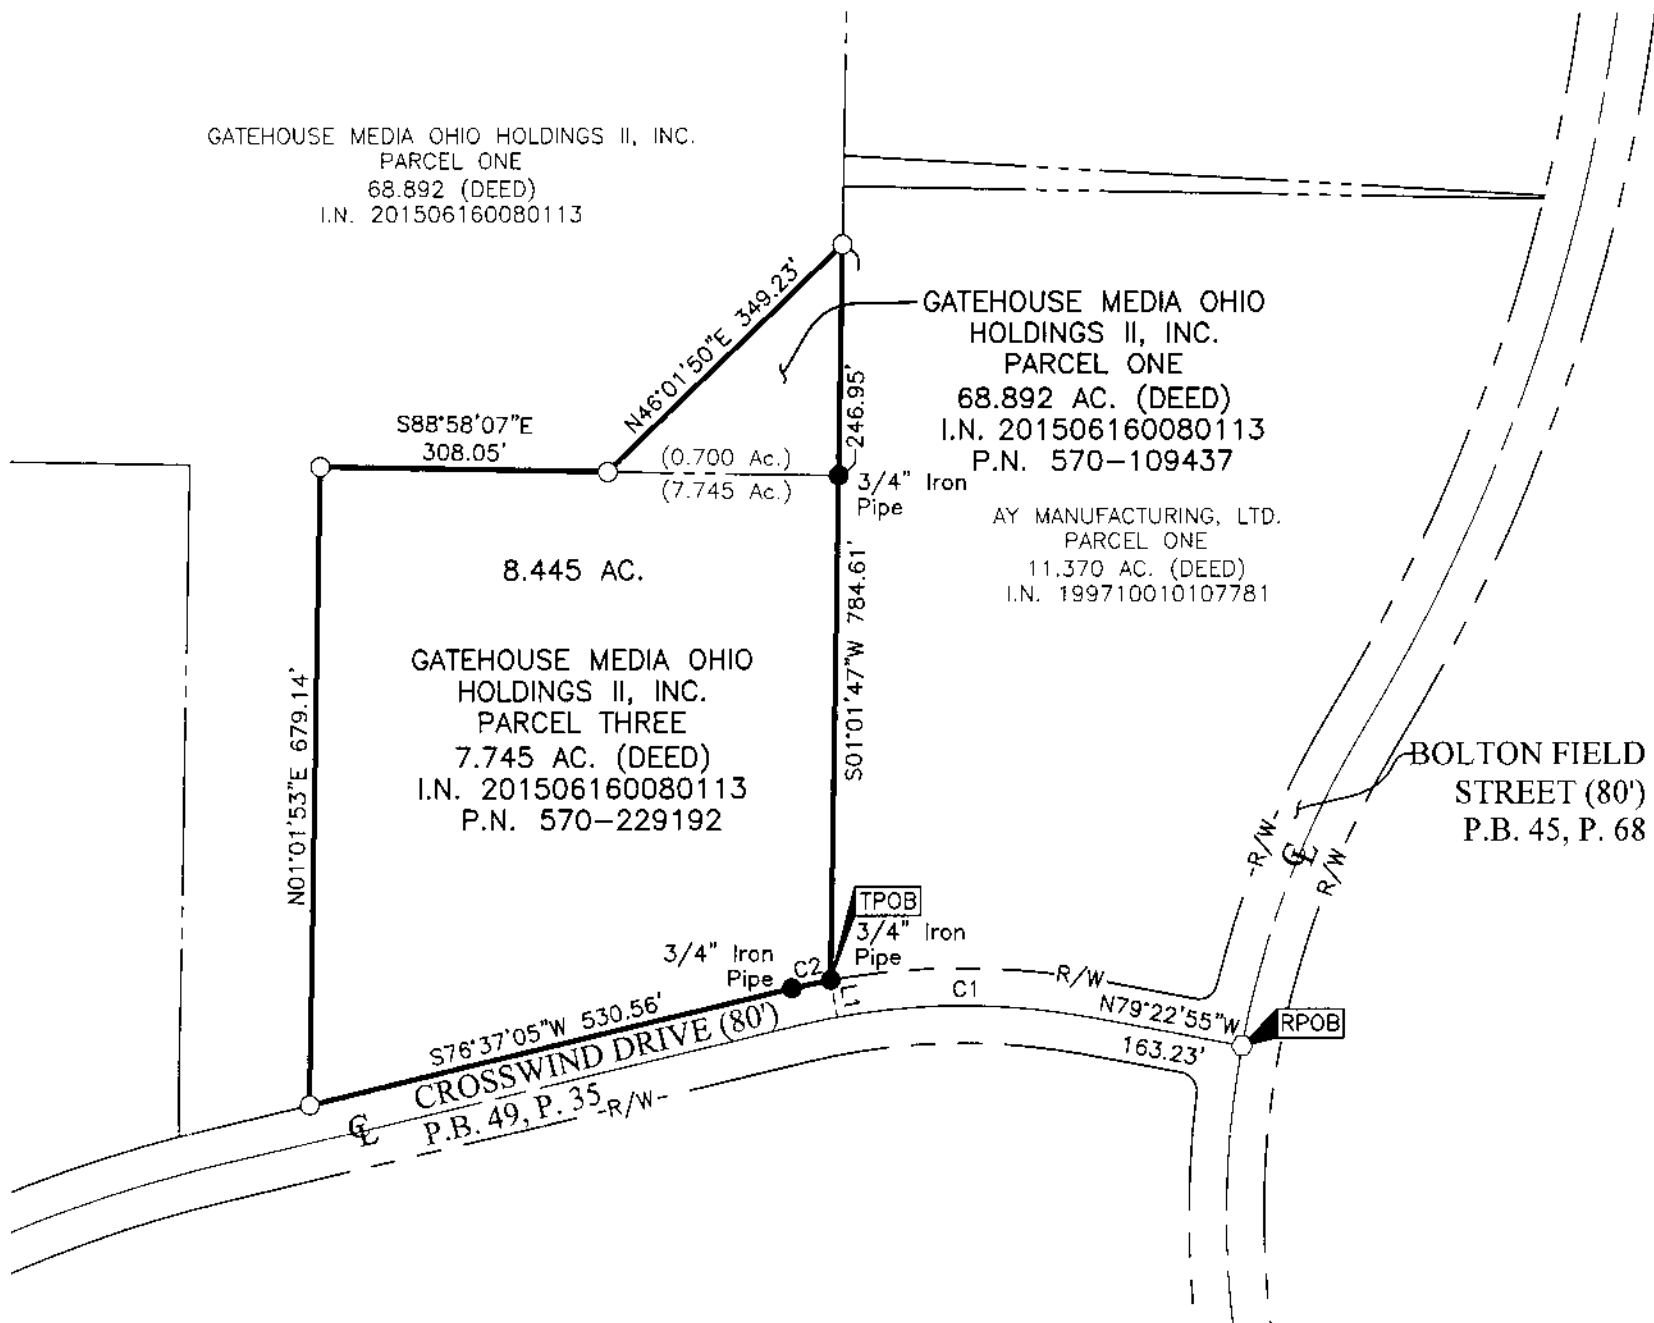 GATEHOUSE MEDIA OHIO HOLDINGS II, INC.
PARCEL ONE
68.892 (DEED)
I.N. 201506160080113
N46°01'50"E 349.23'
GATEHOUSE MEDIA OHIO
HOLDINGS II, INC.
PARCEL ONE
68.892 AC. (DEED)
I.N. 201506160080113
P.N. 570-109437
246.95'
S88°58'07"E
308.05'
(0.700 Ac.)
(7.745 Ac.)
3/4" Iron
Pipe
AY MANUFACTURING, LTD.
PARCEL ONE
11.370 AC. (DEED)
I.N. 199710010107781
8.445 AC.
S01°01'47"W 784.61'
GATEHOUSE MEDIA OHIO
HOLDINGS II, INC.
PARCEL THREE
7.745 AC. (DEED)
I.N. 201506160080113
P.N. 570-229192
N01°01'53"E 679.14'
BOLTON FIELD
STREET (80')
P.B. 45, P. 68
-R/W-
CL
R/W
TPOB
3/4" Iron
Pipe
3/4" Iron
Pipe
C2
L1
R/W
C1
N79°22'55"W
163.23'
RPOB
S76°37'05"W 530.56'
CROSSWIND DRIVE (80')
P.B. 49, P. 35
-R/W-
CL